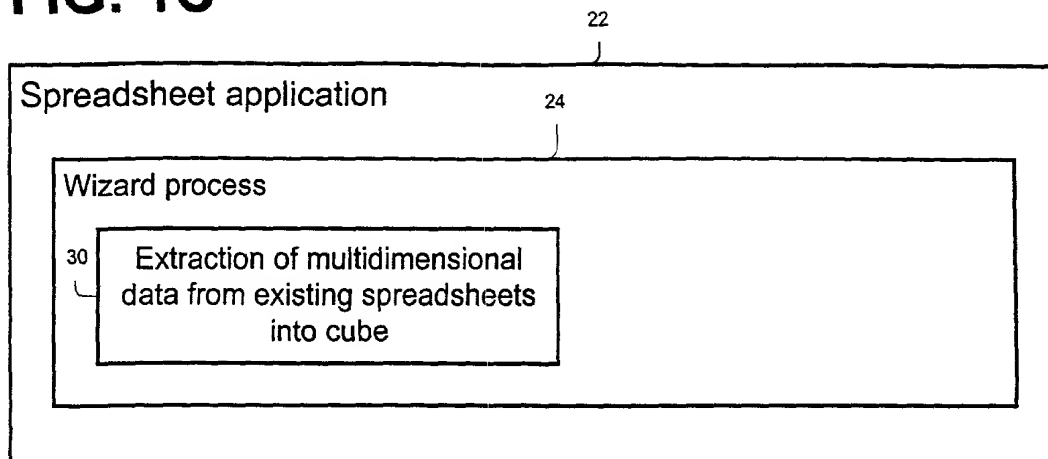 22
Spreadsheet application
24
Wizard process
30
Extraction of multidimensional
data from existing spreadsheets
into cube